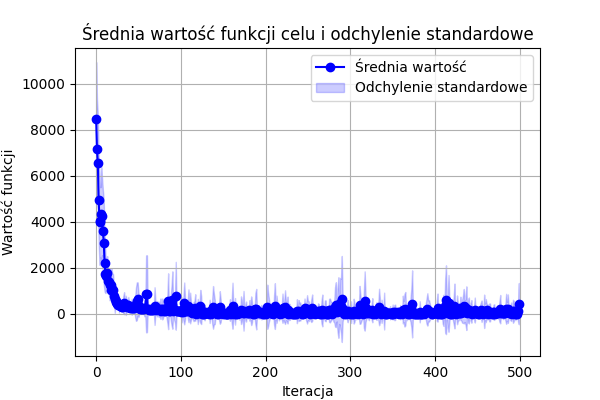 Średnia wartość funkcji celu i odchylenie standardowe
Średnia wartość
Odchylenie standardowe
Wartość funkcji
10000
8000
6000
4000
2000
0
0 100 200 300 400 500
Iteracja